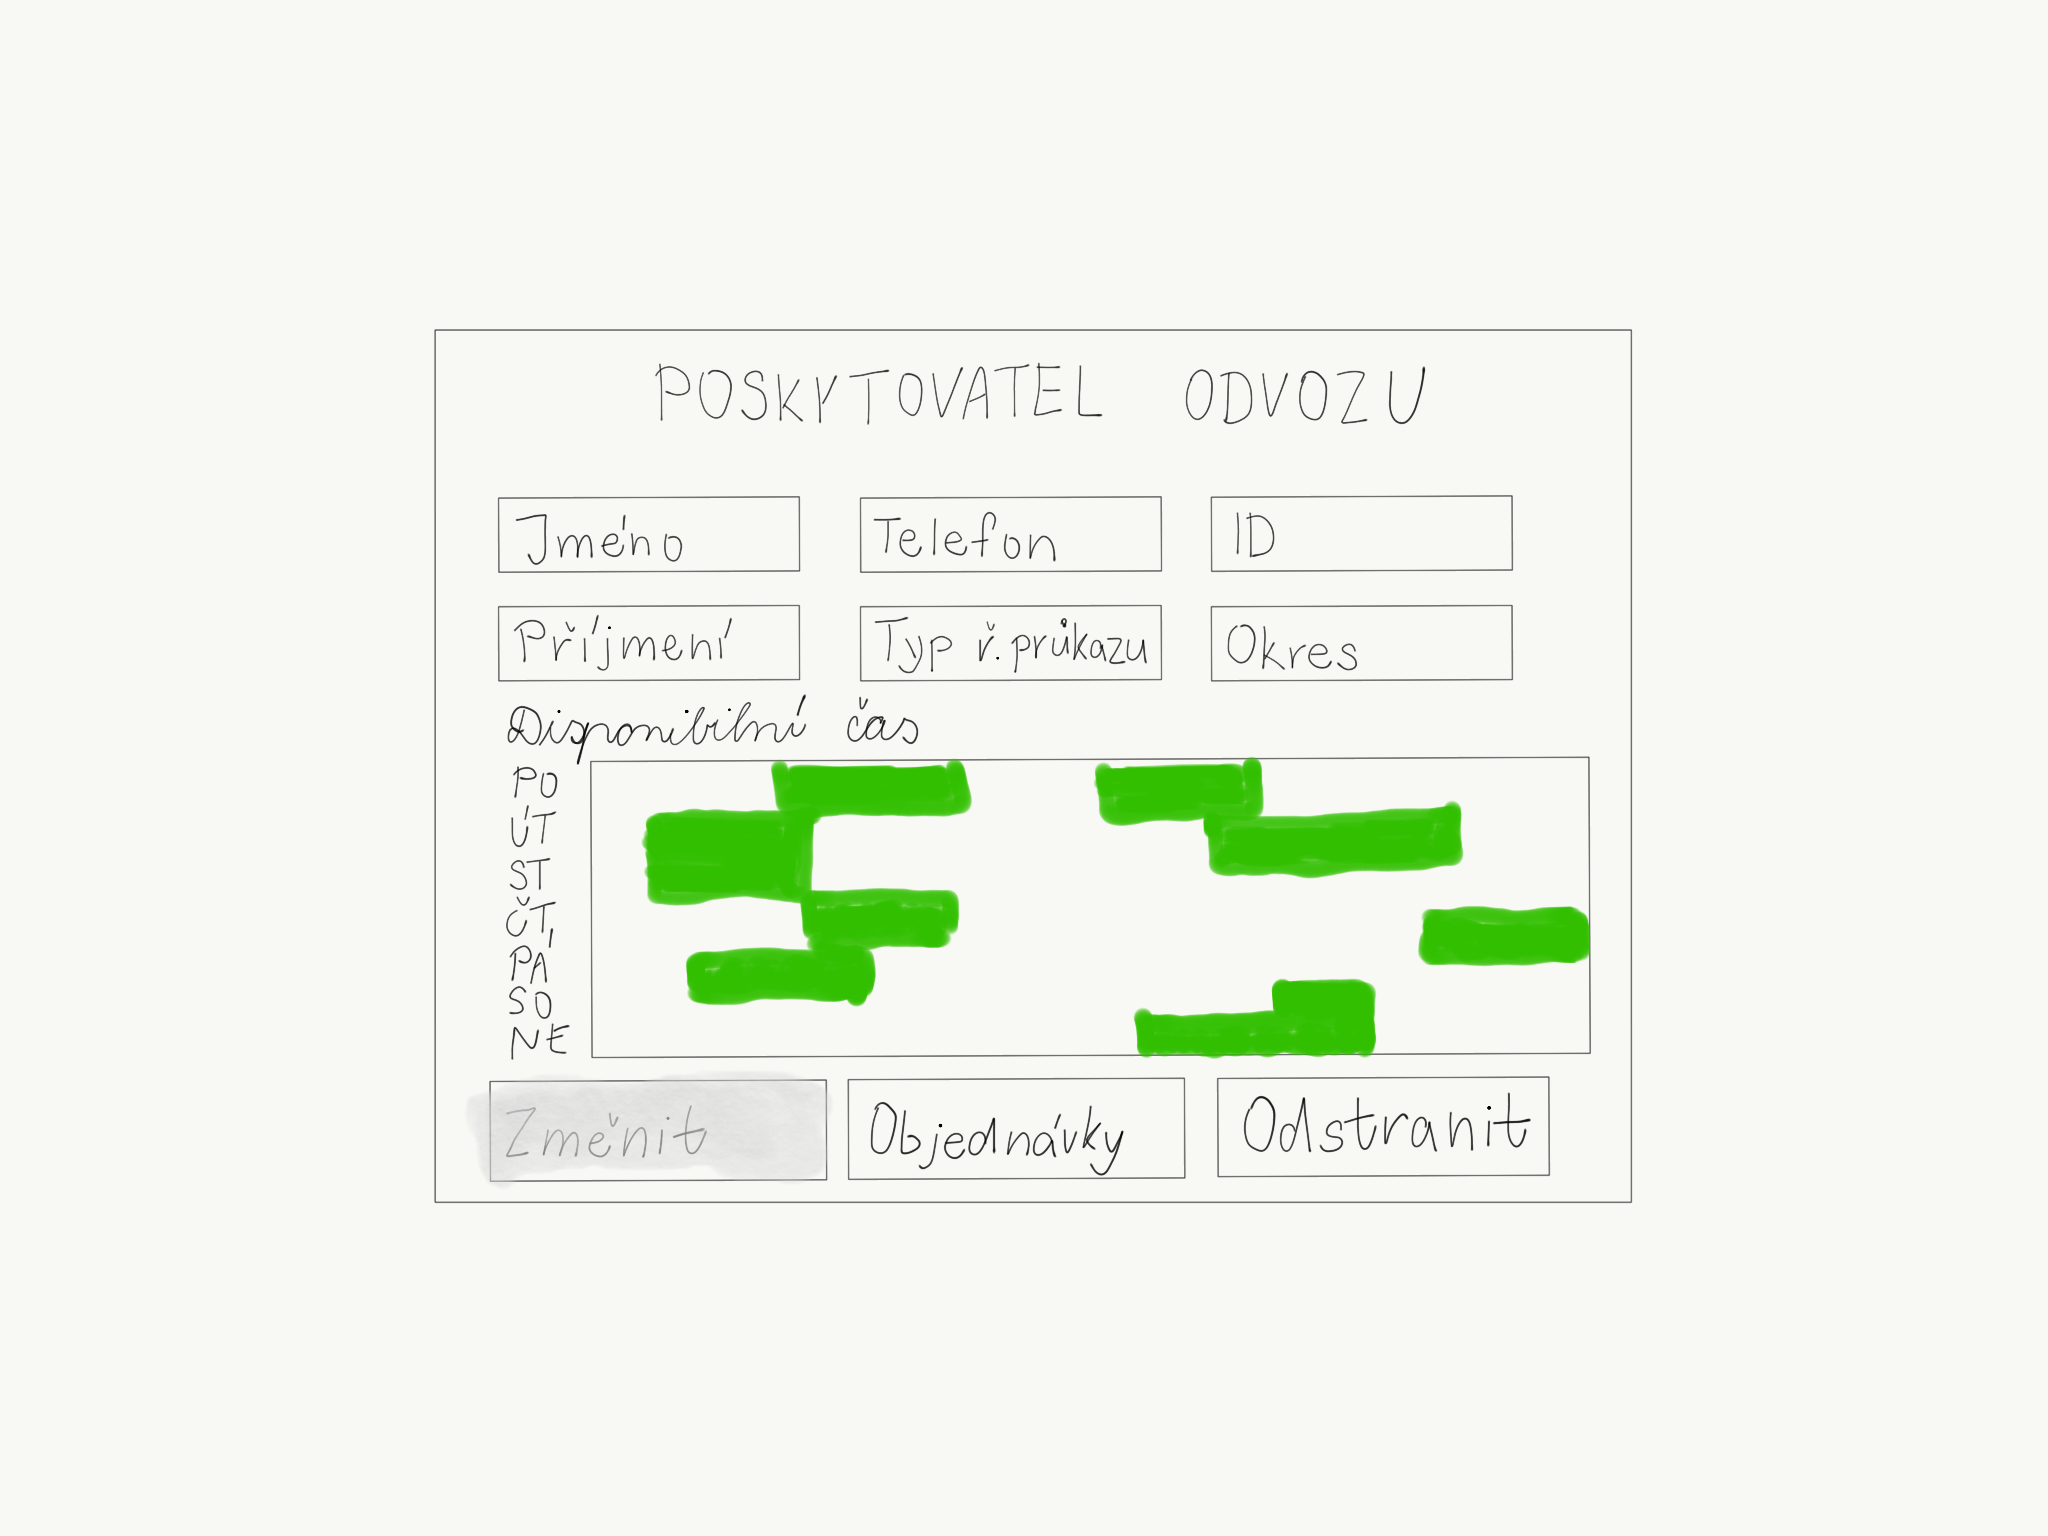 POSKYTOVATEL ODVOZU
Jméno Telefon ID
Příjmení Typ ř. průkazu Okres
Disponibilní čas
PO
ÚT
ST
ČT
PÁ
SO
NE
Změnit Objednávky Odstranit